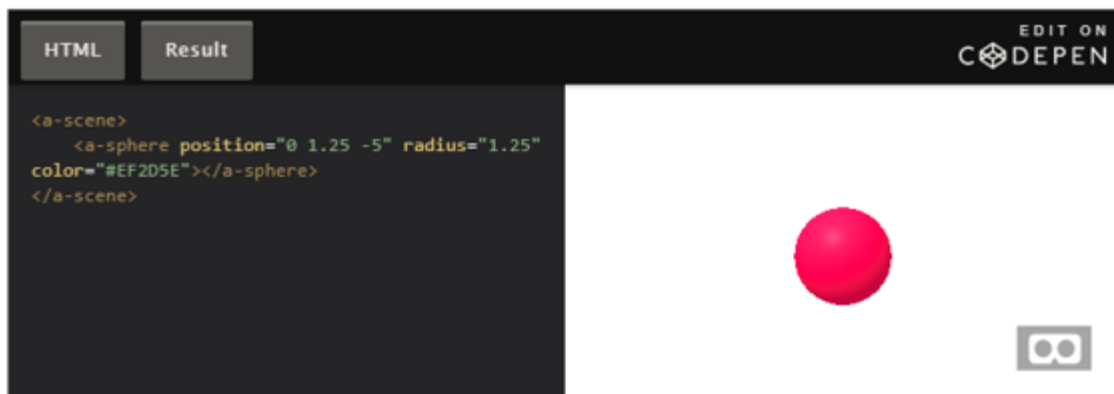 HTML
Result
EDIT ON
CODEPEN
<a-scene>
<a-sphere position="0 1.25 -5" radius="1.25"
color="#EF2D5E"></a-sphere>
</a-scene>